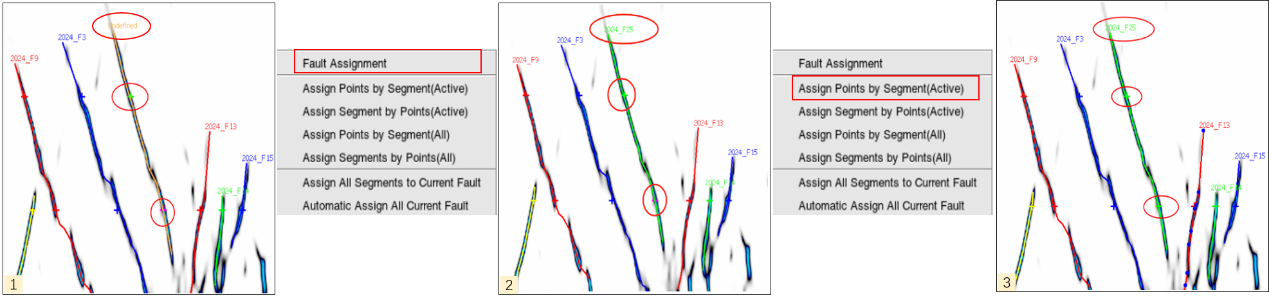 Undefined
2024_F3
2024_F9
2024_F13
2024_F15
1
Fault Assignment
Assign Points by Segment(Active)
Assign Segment by Points(Active)
Assign Points by Segment(All)
Assign Segments by Points(All)
Assign All Segments to Current Fault
Automatic Assign All Current Fault
2024_F25
2024_F3
2024_F9
2024_F13
2024_F15
2
Fault Assignment
Assign Points by Segment(Active)
Assign Segment by Points(Active)
Assign Points by Segment(All)
Assign Segments by Points(All)
Assign All Segments to Current Fault
Automatic Assign All Current Fault
2024_F25
2024_F3
2024_F9
2024_F13
2024_F15
3